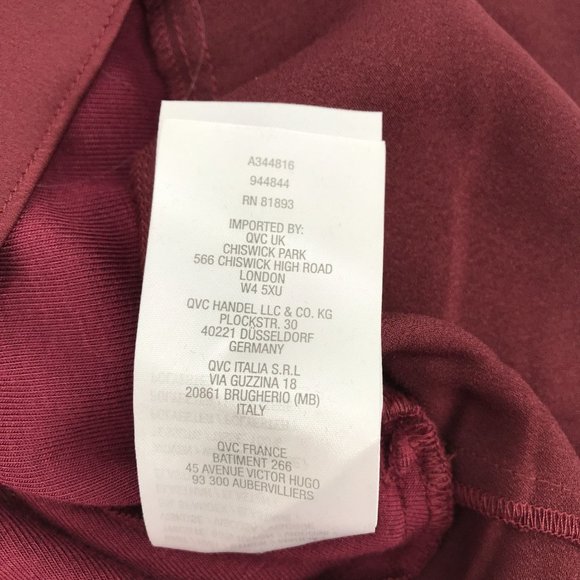 A344816
944844
RN 81893
IMPORTED BY:
QVC UK
CHISWICK PARK
566 CHISWICK HIGH ROAD
LONDON
W4 5XU
QVC HANDEL LLC & CO. KG
PLOCKSTR. 30
40221 DÜSSELDORF
GERMANY
QVC ITALIA S.R.L
VIA GUZZINA 18
20861 BRUGHERIO (MB)
ITALY
QVC FRANCE
BATIMENT 266
45 AVENUE VICTOR HUGO
93 300 AUBERVILLIERS